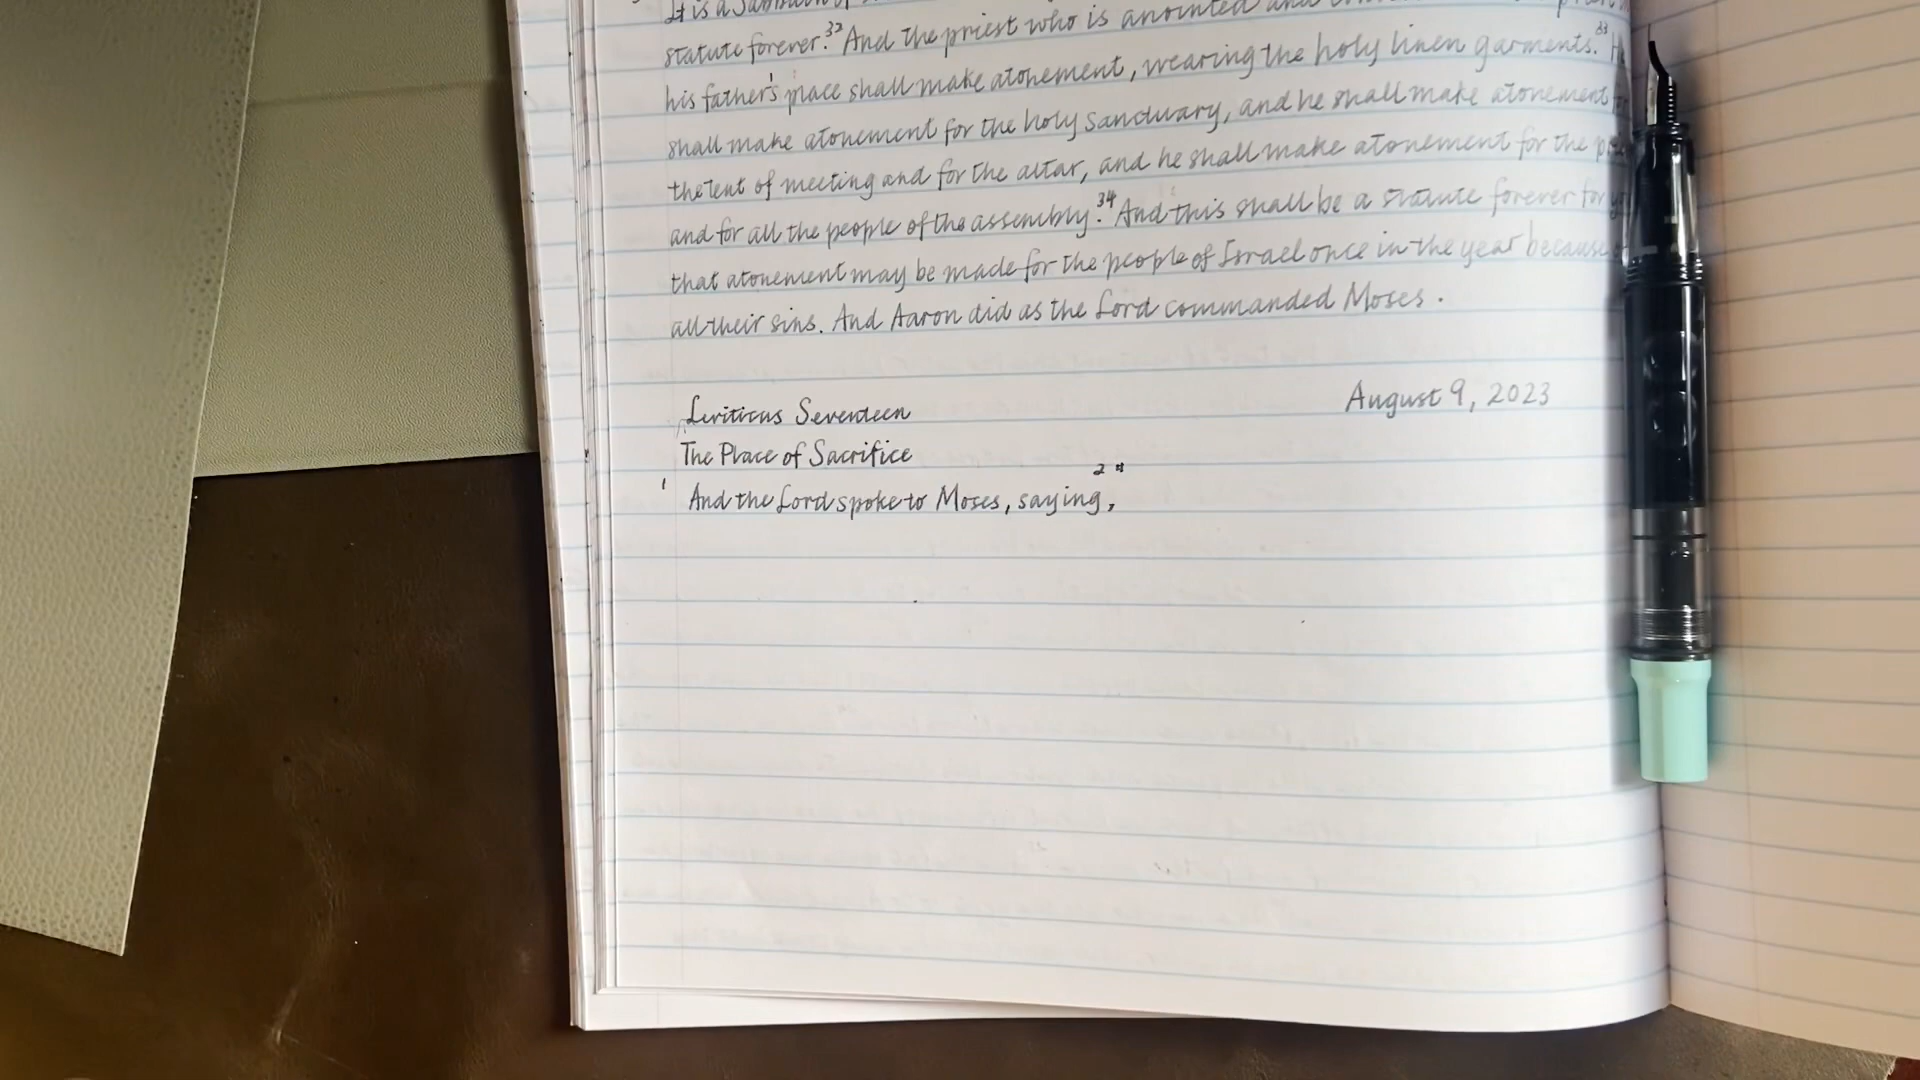 It is a
statute forever.³² And the priest who is anointed and
his father's place shall make atonement, wearing the holy linen garments.³³
shall make atonement for the holy sanctuary, and he shall make atonement
the tent of meeting and for the altar, and he shall make atonement for the
and for all the people of the assembly.³⁴ And this shall be a statute forever for
that atonement may be made for the people of Israel once in the year because
all their sins. And Aaron did as the Lord commanded Moses.
August 9, 2023
Leviticus Seventeen
The Place of Sacrifice
¹ And the Lord spoke to Moses, saying, ² "